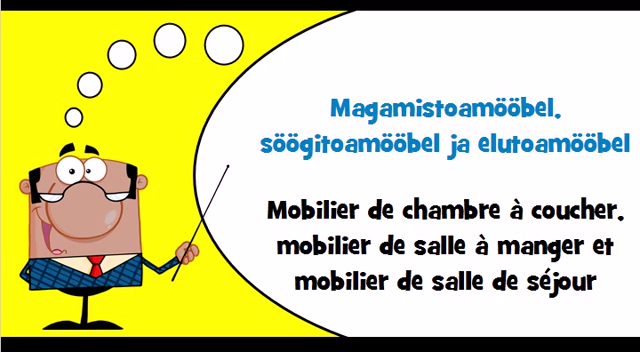 Magamistoamööbel,
söögitoamööbel ja elutoamööbel
Mobilier de chambre à coucher,
mobilier de salle à manger et
mobilier de salle de séjour